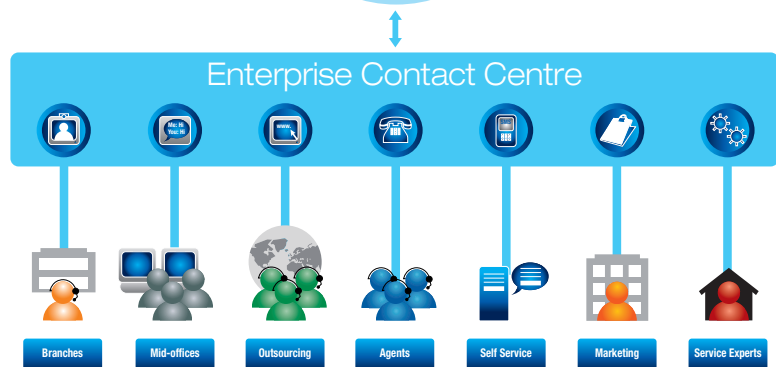 Enterprise Contact Centre
Me: Hi
You: Hi
www.
Branches
Mid-offices
Outsourcing
Agents
Self Service
Marketing
Service Experts